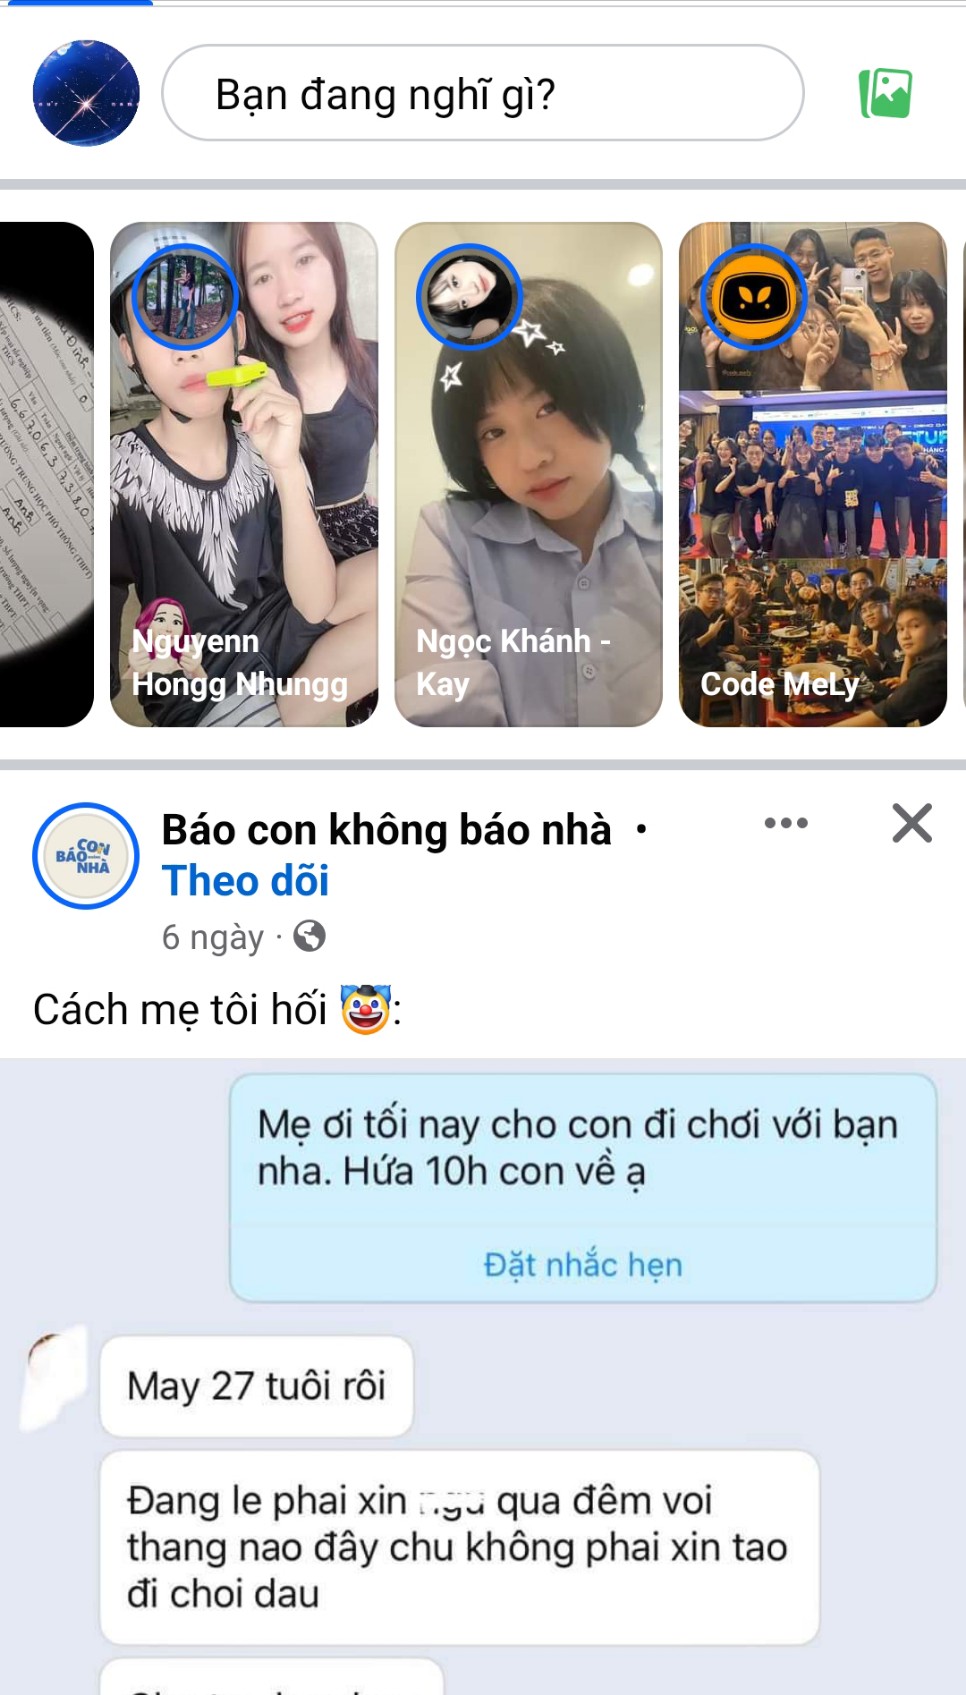 Bạn đang nghĩ gì?
Nguyenn
Hongg Nhungg
Ngọc Khánh -
Kay
Code MeLy
CON
BÁO
NHÀ
Báo con không báo nhà •
Theo dõi
6 ngày ·
Cách mẹ tôi hối 🤡:
Mẹ ơi tối nay cho con đi chơi với bạn
nha. Hứa 10h con về ạ
Đặt nhắc hẹn
May 27 tuôi rôi
Đang le phai xin ngu qua đêm voi
thang nao đây chu không phai xin tao
đi choi dau